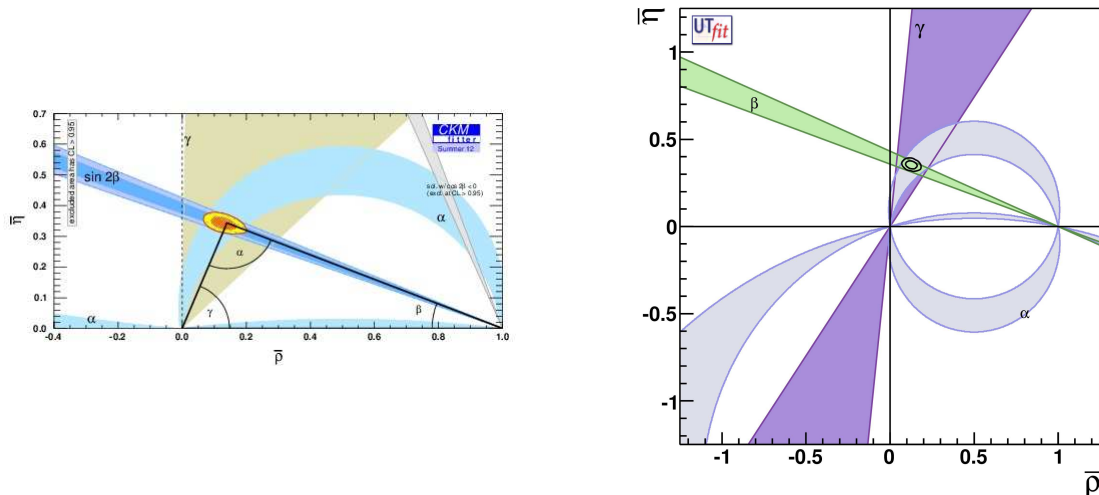 0.7
0.6
0.5
0.4
0.3
0.2
0.1
0.0
η̅
excluded area has CL > 0.95
γ
CKM
fitter
Summer 12
sin 2β
sol. w/ cos 2β < 0
(excl. at CL > 0.95)
α
α
γ
β
α
-0.4 -0.2 0.0 0.2 0.4 0.6 0.8 1.0
ρ̅
η̅
UTfit
γ
β
α
1
0.5
0
-0.5
-1
-1 -0.5 0 0.5 1
ρ̅